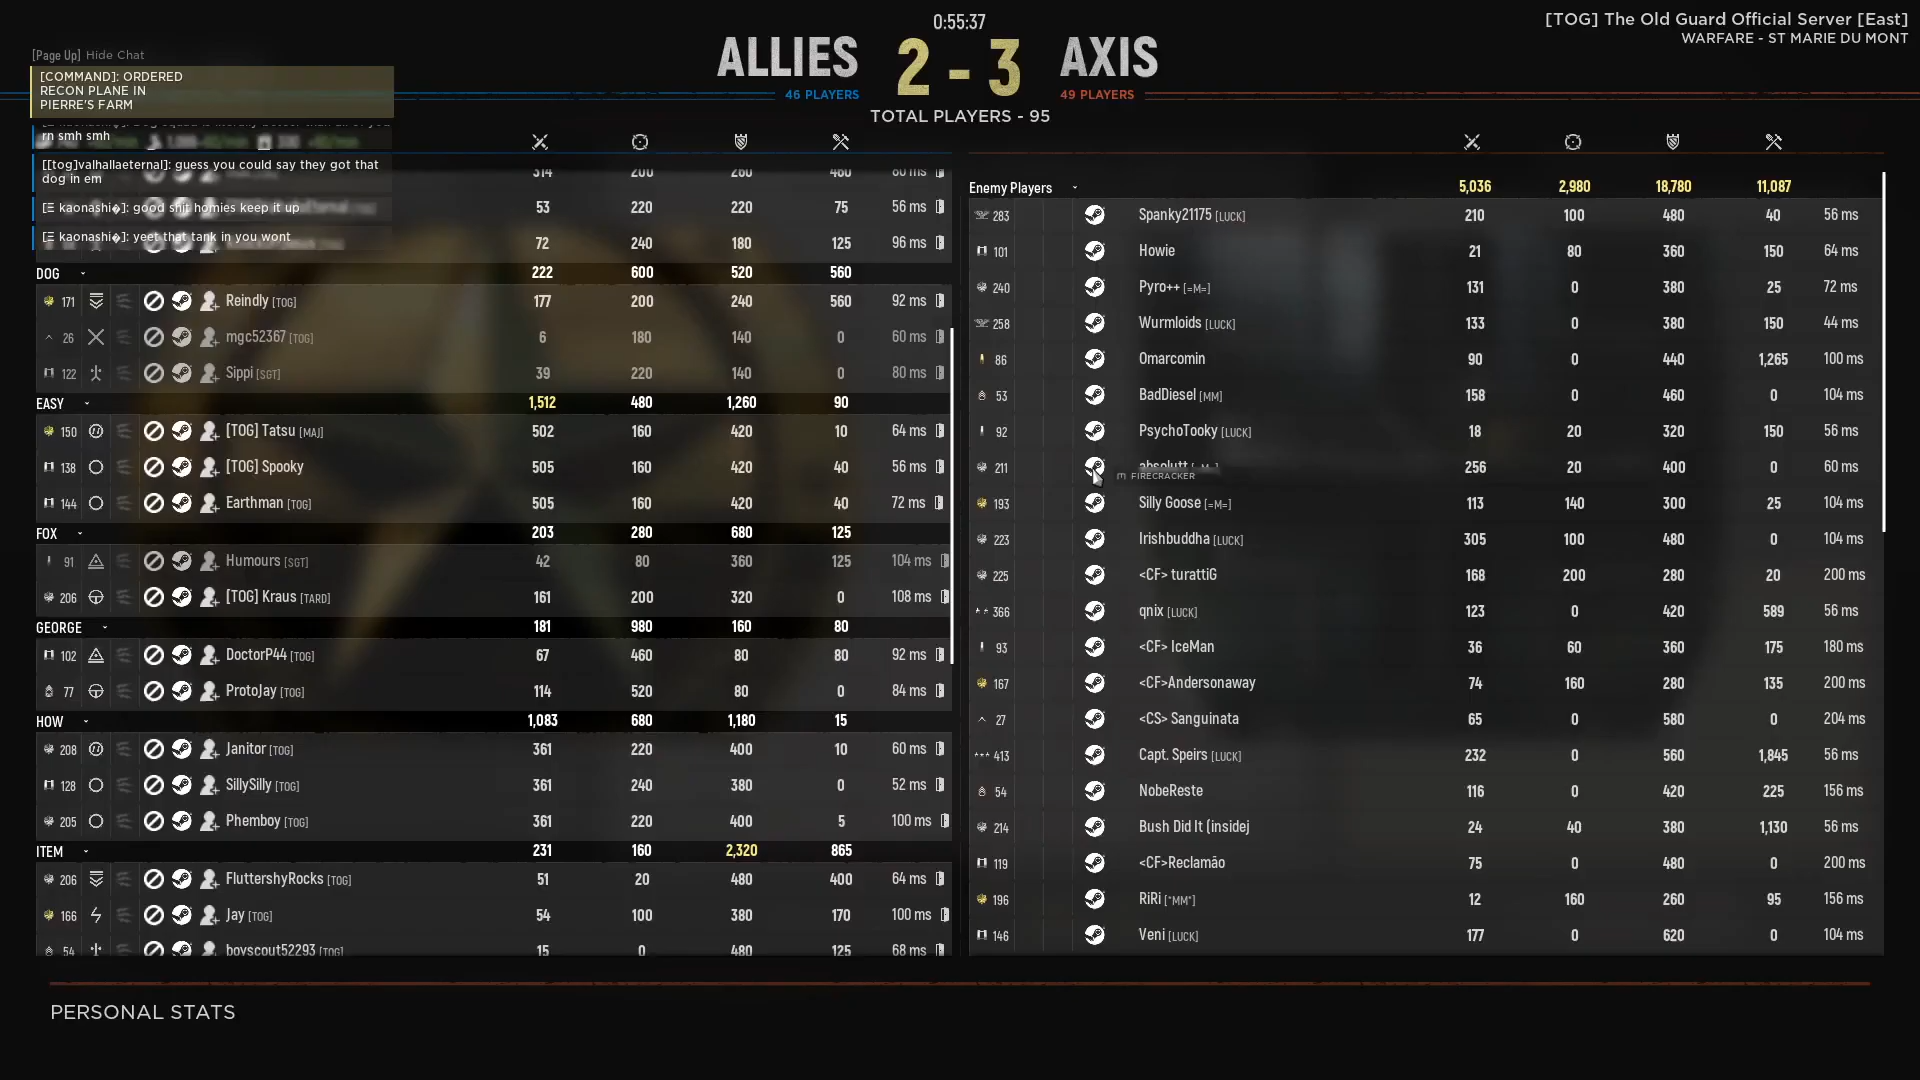 0:55:37
ALLIES 2 - 3 AXIS
46 PLAYERS
49 PLAYERS
TOTAL PLAYERS - 95
[TOG] The Old Guard Official Server [East]
WARFARE - ST MARIE DU MONT
[Page Up] Hide Chat
[COMMAND]: ORDERED
RECON PLANE IN
PIERRE'S FARM
rn smh smh
[[tog]valhallaeternal]: guess you could say they got that
dog in em
[Ξ kaonashi�]: good shit homies keep it up
[Ξ kaonashi�]: yeet that tank in you wont
314 200 280 480 80 ms
53 220 220 75 56 ms
72 240 180 125 96 ms
DOG 222 600 520 560
171 Reindly [TOG] 177 200 240 560 92 ms
26 mgc52367 [TOG] 6 180 140 0 60 ms
122 Sippi [SGT] 39 220 140 0 80 ms
EASY 1,512 480 1,260 90
150 [TOG] Tatsu [MAJ] 502 160 420 10 64 ms
138 [TOG] Spooky 505 160 420 40 56 ms
144 Earthman [TOG] 505 160 420 40 72 ms
FOX 203 280 680 125
91 Humours [SGT] 42 80 360 125 104 ms
206 [TOG] Kraus [TARD] 161 200 320 0 108 ms
GEORGE 181 980 160 80
102 DoctorP44 [TOG] 67 460 80 80 92 ms
77 ProtoJay [TOG] 114 520 80 0 84 ms
HOW 1,083 680 1,180 15
208 Janitor [TOG] 361 220 400 10 60 ms
128 SillySilly [TOG] 361 240 380 0 52 ms
205 Phemboy [TOG] 361 220 400 5 100 ms
ITEM 231 160 2,320 865
206 FluttershyRocks [TOG] 51 20 480 400 64 ms
166 Jay [TOG] 54 100 380 170 100 ms
54 boyscout52293 [TOG] 15 0 480 125 68 ms
Enemy Players 5,036 2,980 18,780 11,087
283 Spanky21175 [LUCK] 210 100 480 40 56 ms
101 Howie 21 80 360 150 64 ms
240 Pyro++ [=M=] 131 0 380 25 72 ms
258 Wurmloids [LUCK] 133 0 380 150 44 ms
86 Omarcomin 90 0 440 1,265 100 ms
53 BadDiesel [MM] 158 0 460 0 104 ms
92 PsychoTooky [LUCK] 18 20 320 150 56 ms
211 absolutt 256 20 400 0 60 ms
FIRECRACKER
193 Silly Goose [=M=] 113 140 300 25 104 ms
223 Irishbuddha [LUCK] 305 100 480 0 104 ms
225 <CF> turattiG 168 200 280 20 200 ms
366 qnix [LUCK] 123 0 420 589 56 ms
93 <CF> IceMan 36 60 360 175 180 ms
167 <CF>Andersonaway 74 160 280 135 200 ms
27 <CS> Sanguinata 65 0 580 0 204 ms
413 Capt. Speirs [LUCK] 232 0 560 1,845 56 ms
54 NobeReste 116 0 420 225 156 ms
214 Bush Did It (insidej 24 40 380 1,130 56 ms
119 <CF>Reclamão 75 0 480 0 200 ms
196 RiRi [*MM*] 12 160 260 95 156 ms
146 Veni [LUCK] 177 0 620 0 104 ms
PERSONAL STATS